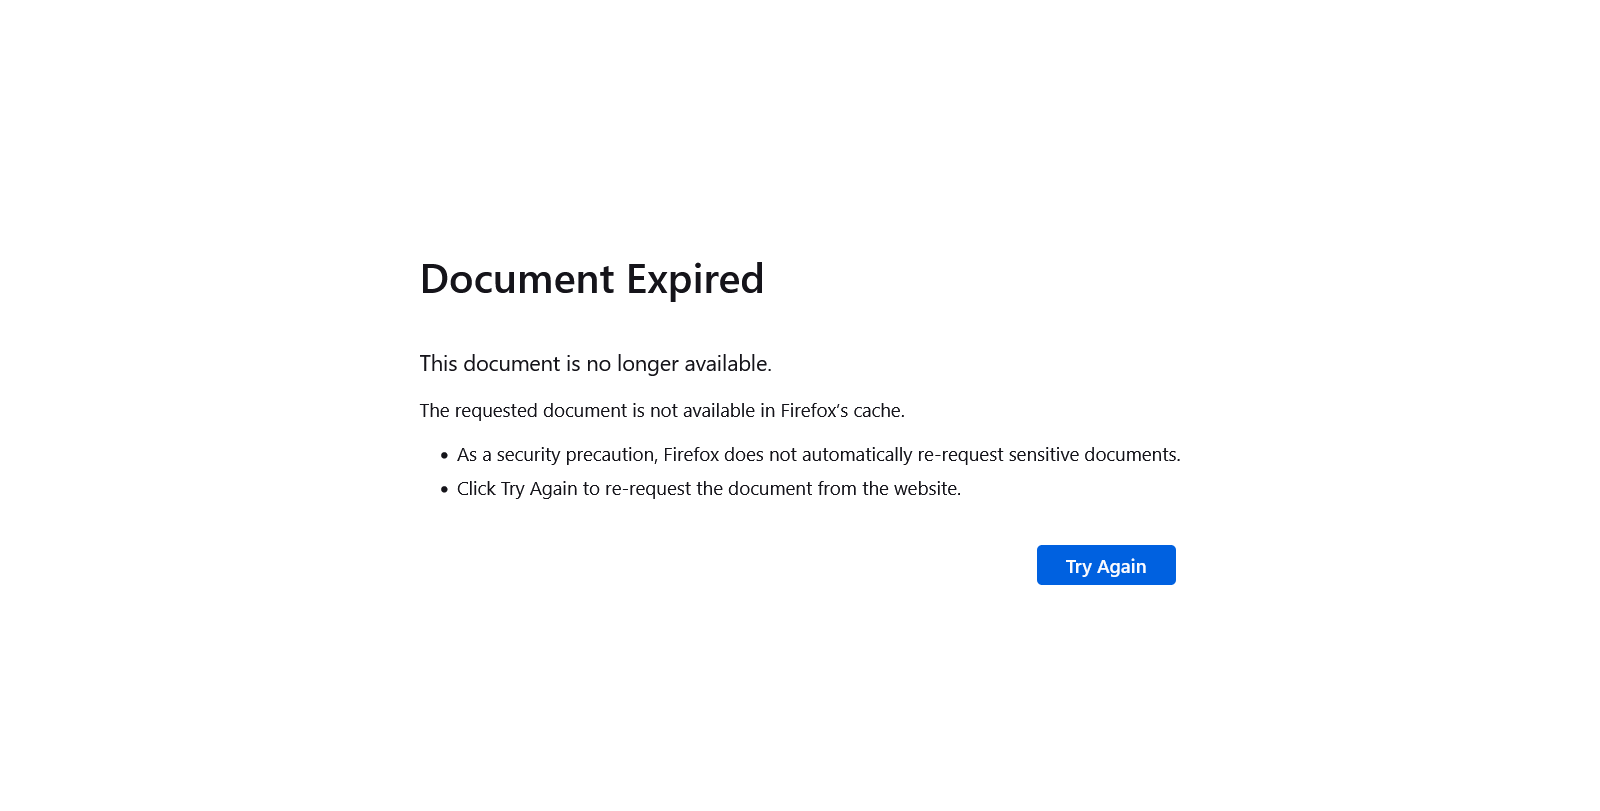 Document Expired
This document is no longer available.
The requested document is not available in Firefox’s cache.
• As a security precaution, Firefox does not automatically re-request sensitive documents.
• Click Try Again to re-request the document from the website.
Try Again